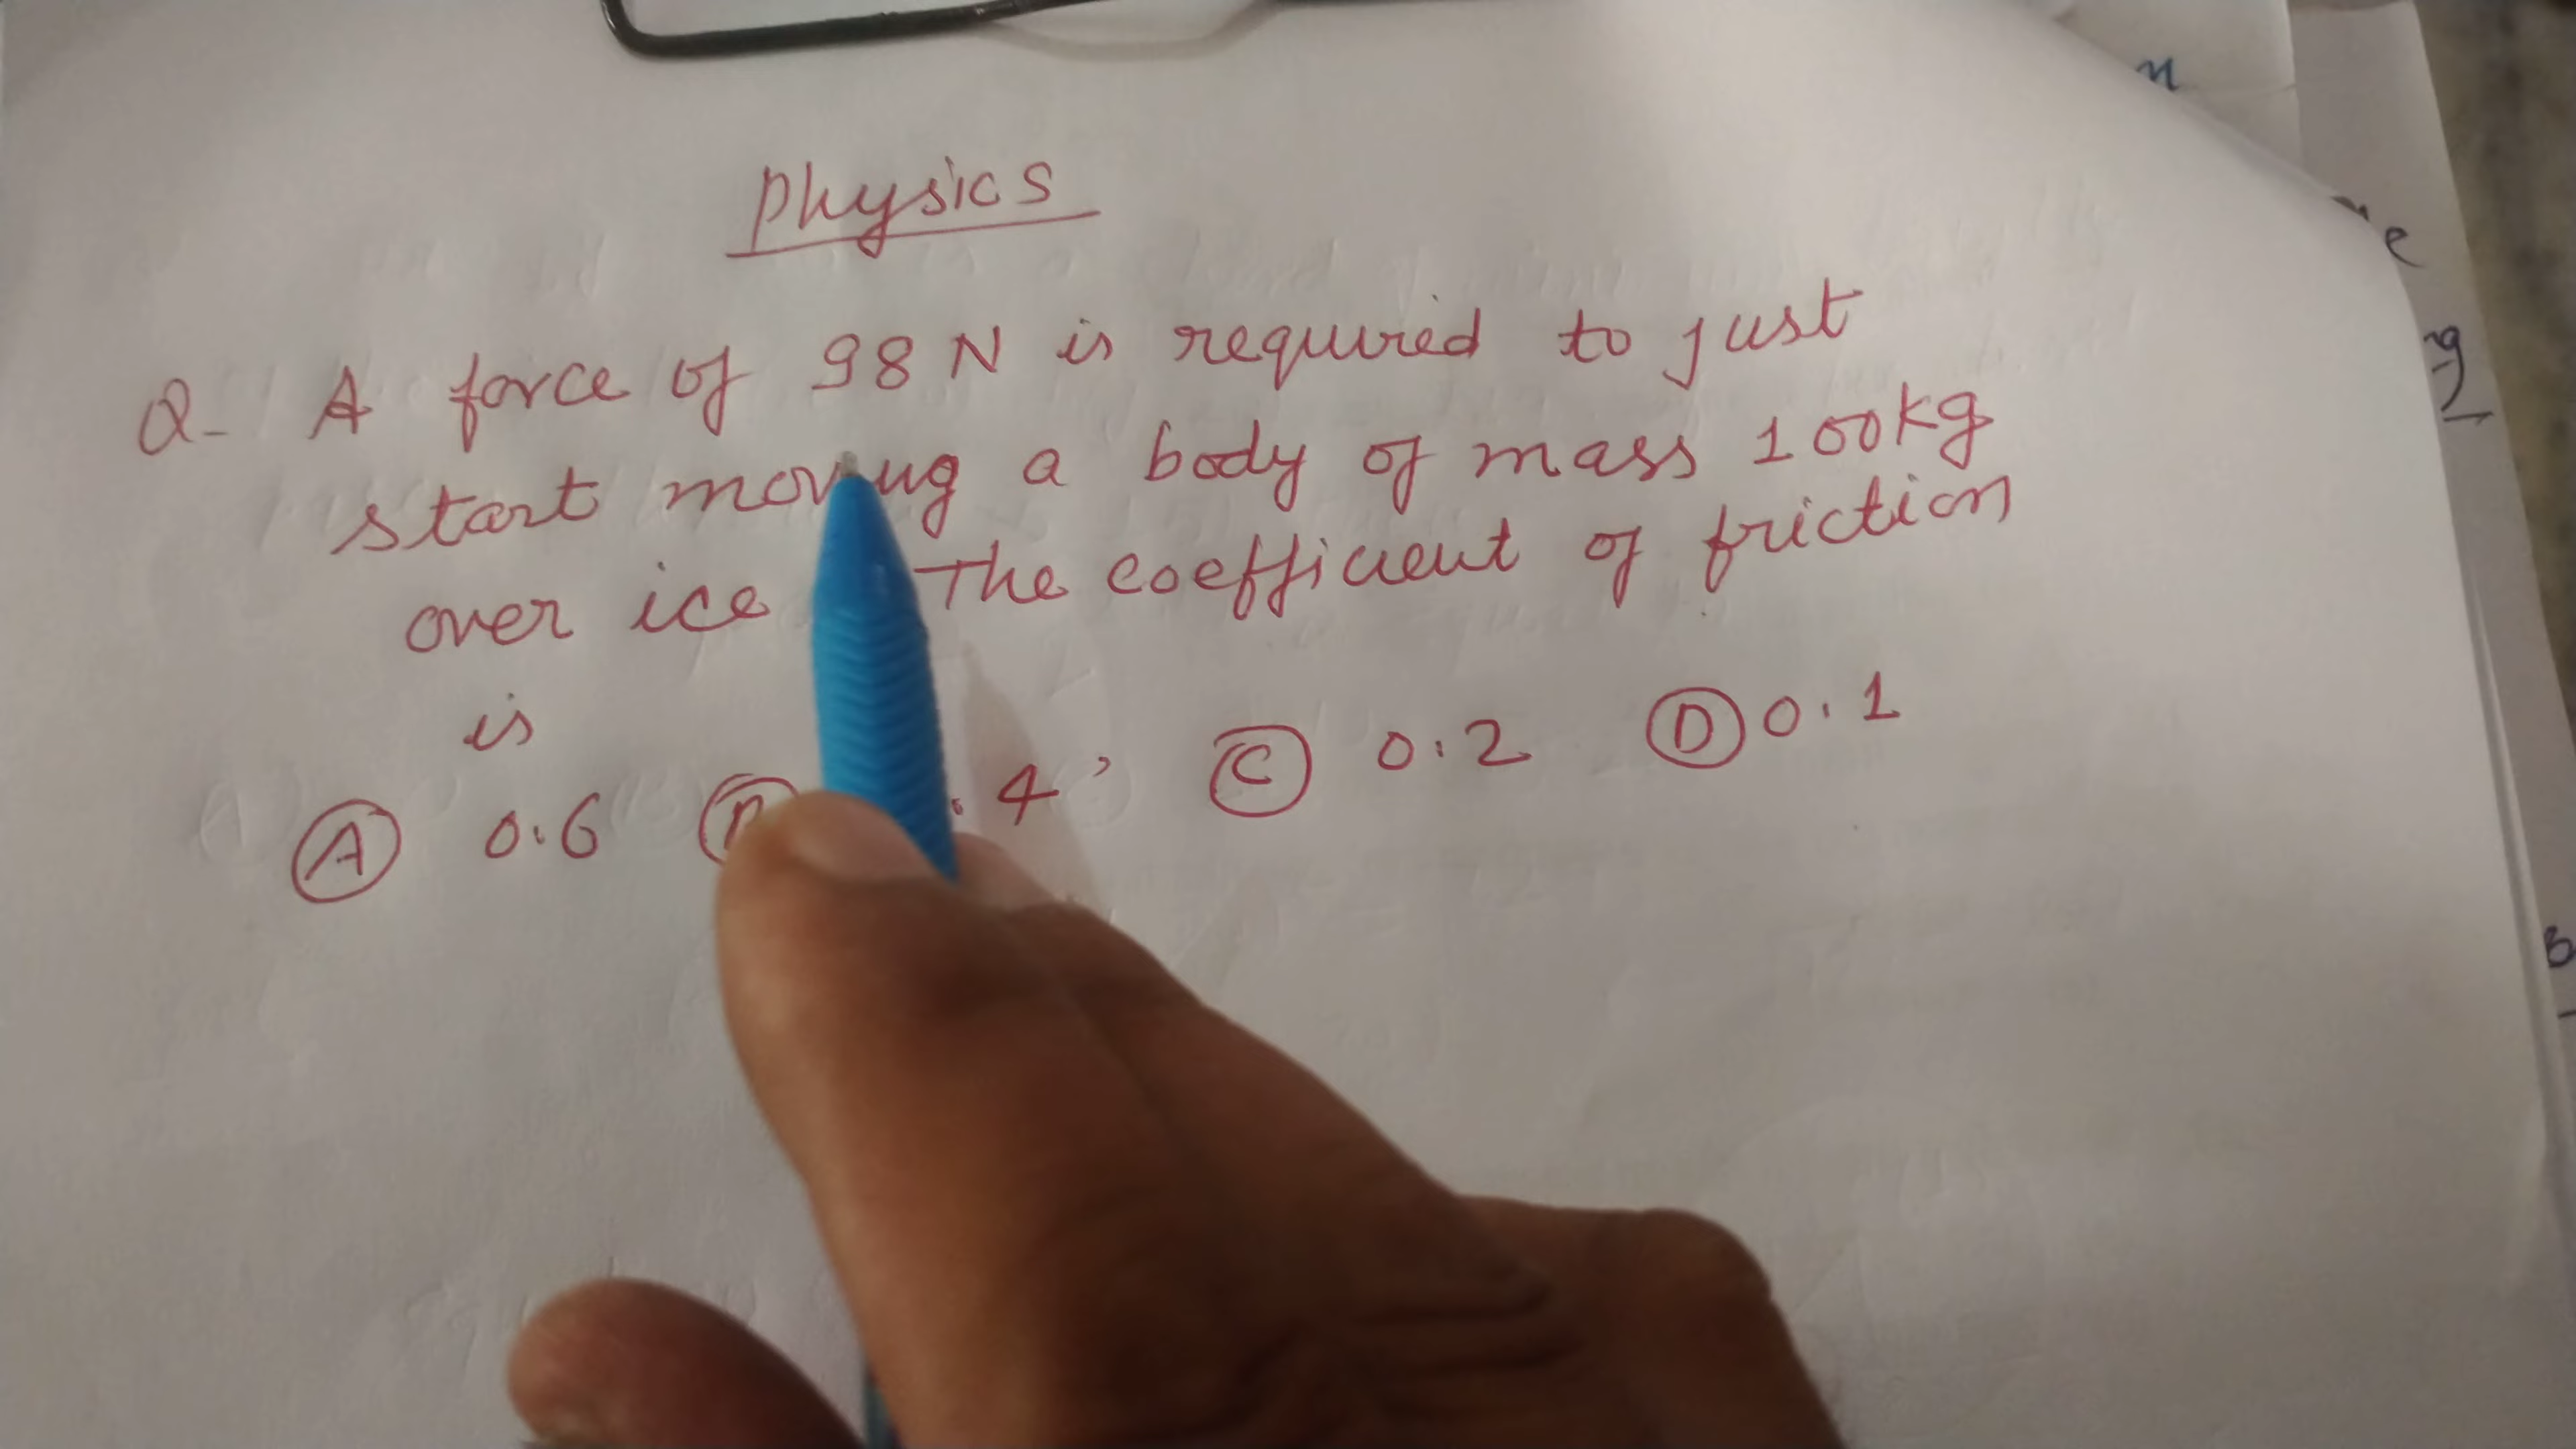 Physics
Q- A force of 98 N is required to just
start moving a body of mass 100kg
over ice The coefficient of friction
is
(A) 0.6 .4, (C) 0.2 (D) 0.1
n
e
ng
B